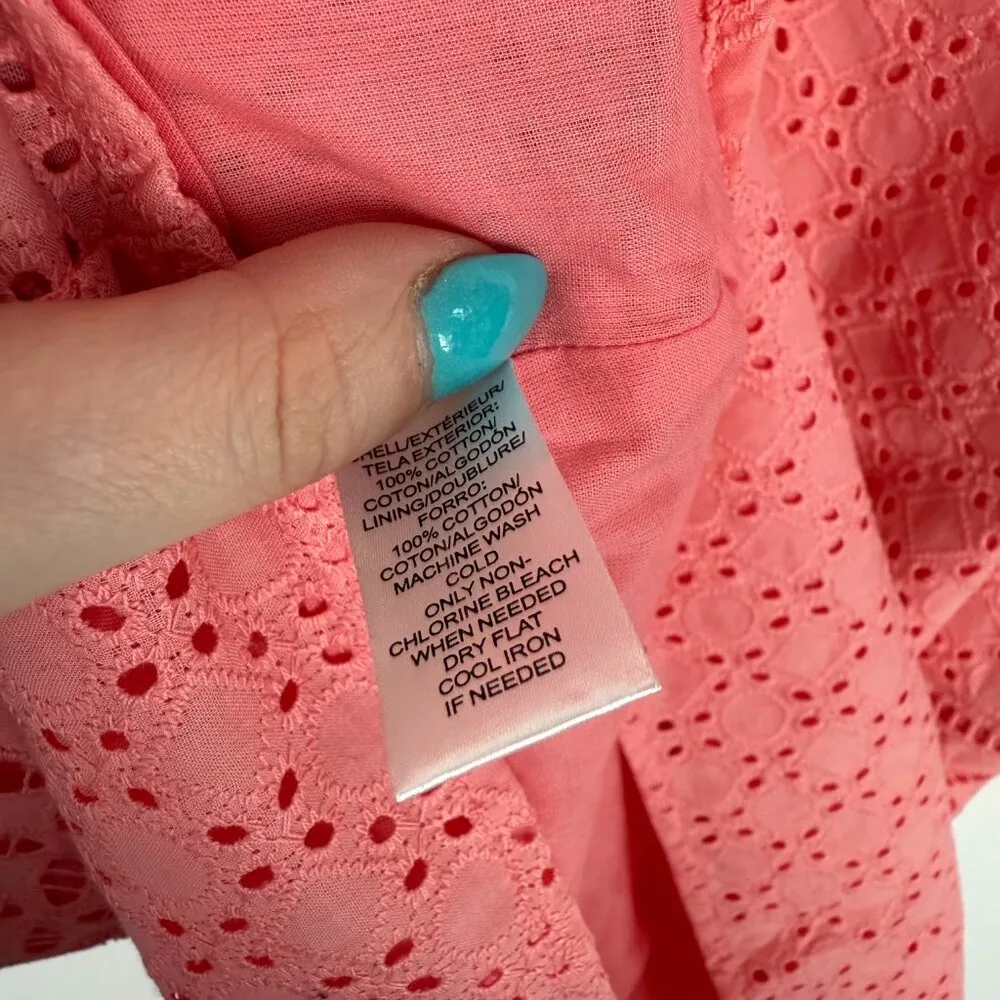 SHELL/EXTÉRIEUR/
TELA EXTERIOR:
100% COTTON/
COTON/ALGODÓN
LINING/DOUBLURE/
FORRO:
100% COTTON/
COTON/ALGODÓN
MACHINE WASH
COLD
ONLY NON-
CHLORINE BLEACH
WHEN NEEDED
DRY FLAT
COOL IRON
IF NEEDED